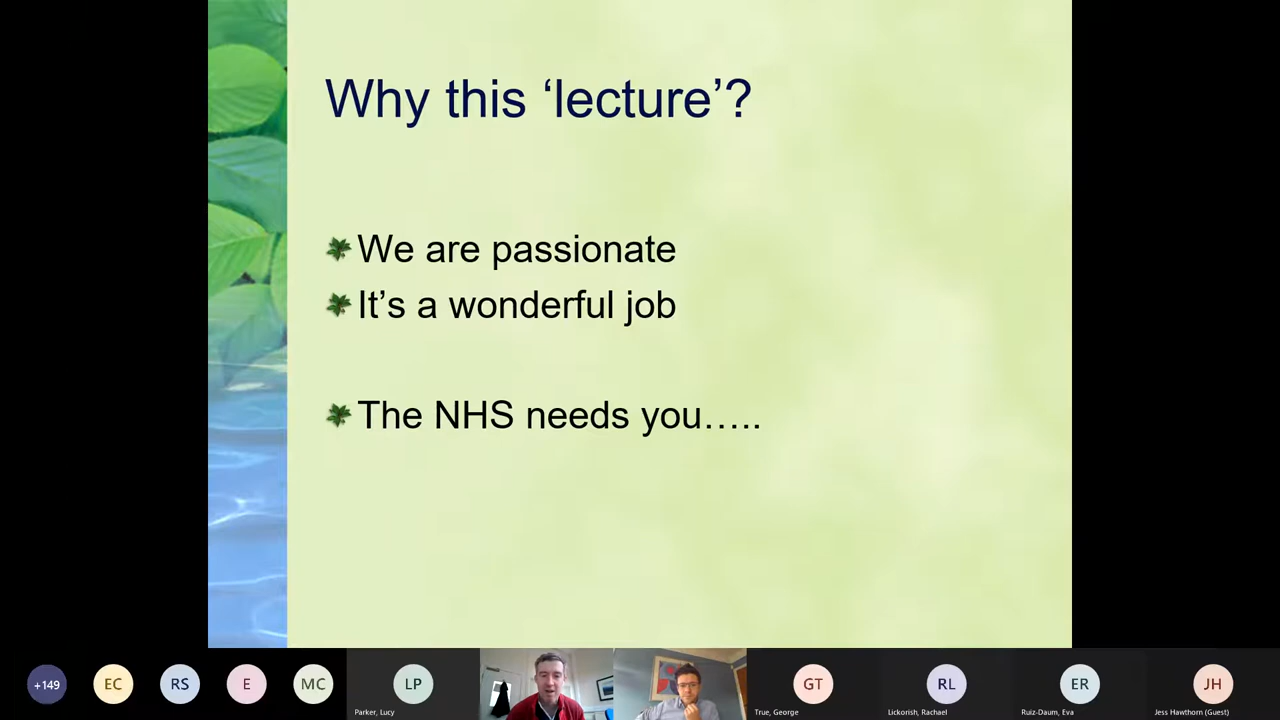 Why this ‘lecture’?
We are passionate
It’s a wonderful job
The NHS needs you…..
+149
EC
RS
E
MC
LP
GT
RL
ER
JH
Parker, Lucy
True, George
Lickorish, Rachael
Ruiz-Daum, Eva
Jess Hawthorn (Guest)